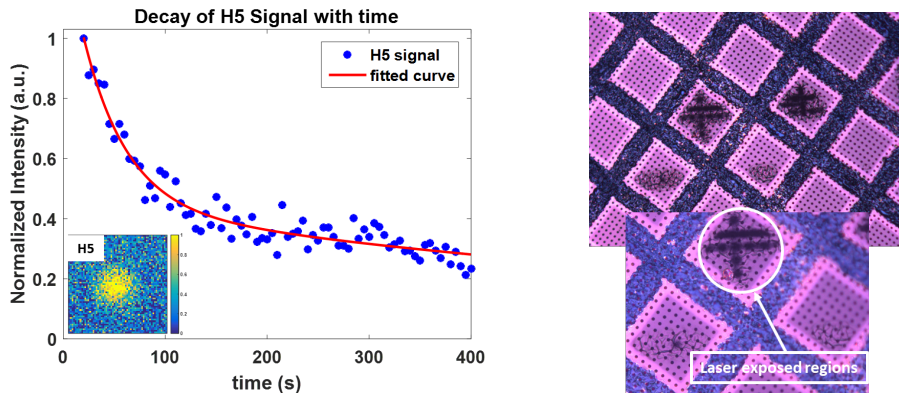 Decay of H5 Signal with time
Normalized Intensity (a.u.)
1
0.8
0.6
0.4
0.2
0
0
100
200
300
400
time (s)
H5 signal
fitted curve
H5
1
0.8
0.6
0.4
0.2
0
Laser exposed regions